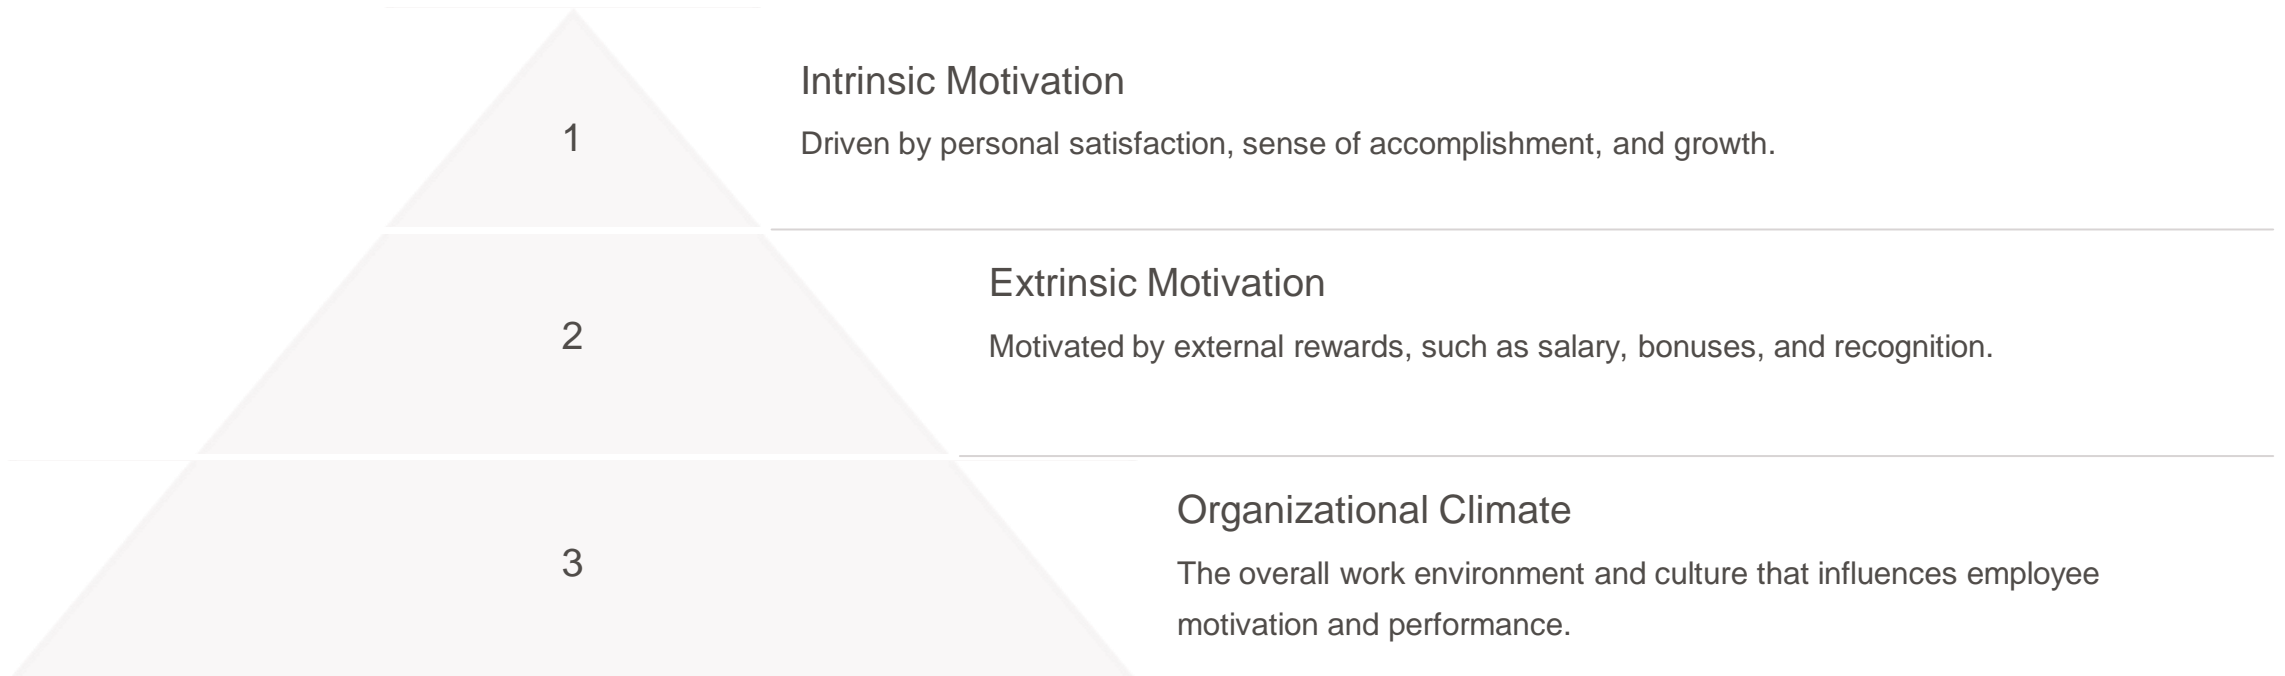 1
Intrinsic Motivation
Driven by personal satisfaction, sense of accomplishment, and growth.
2
Extrinsic Motivation
Motivated by external rewards, such as salary, bonuses, and recognition.
3
Organizational Climate
The overall work environment and culture that influences employee
motivation and performance.